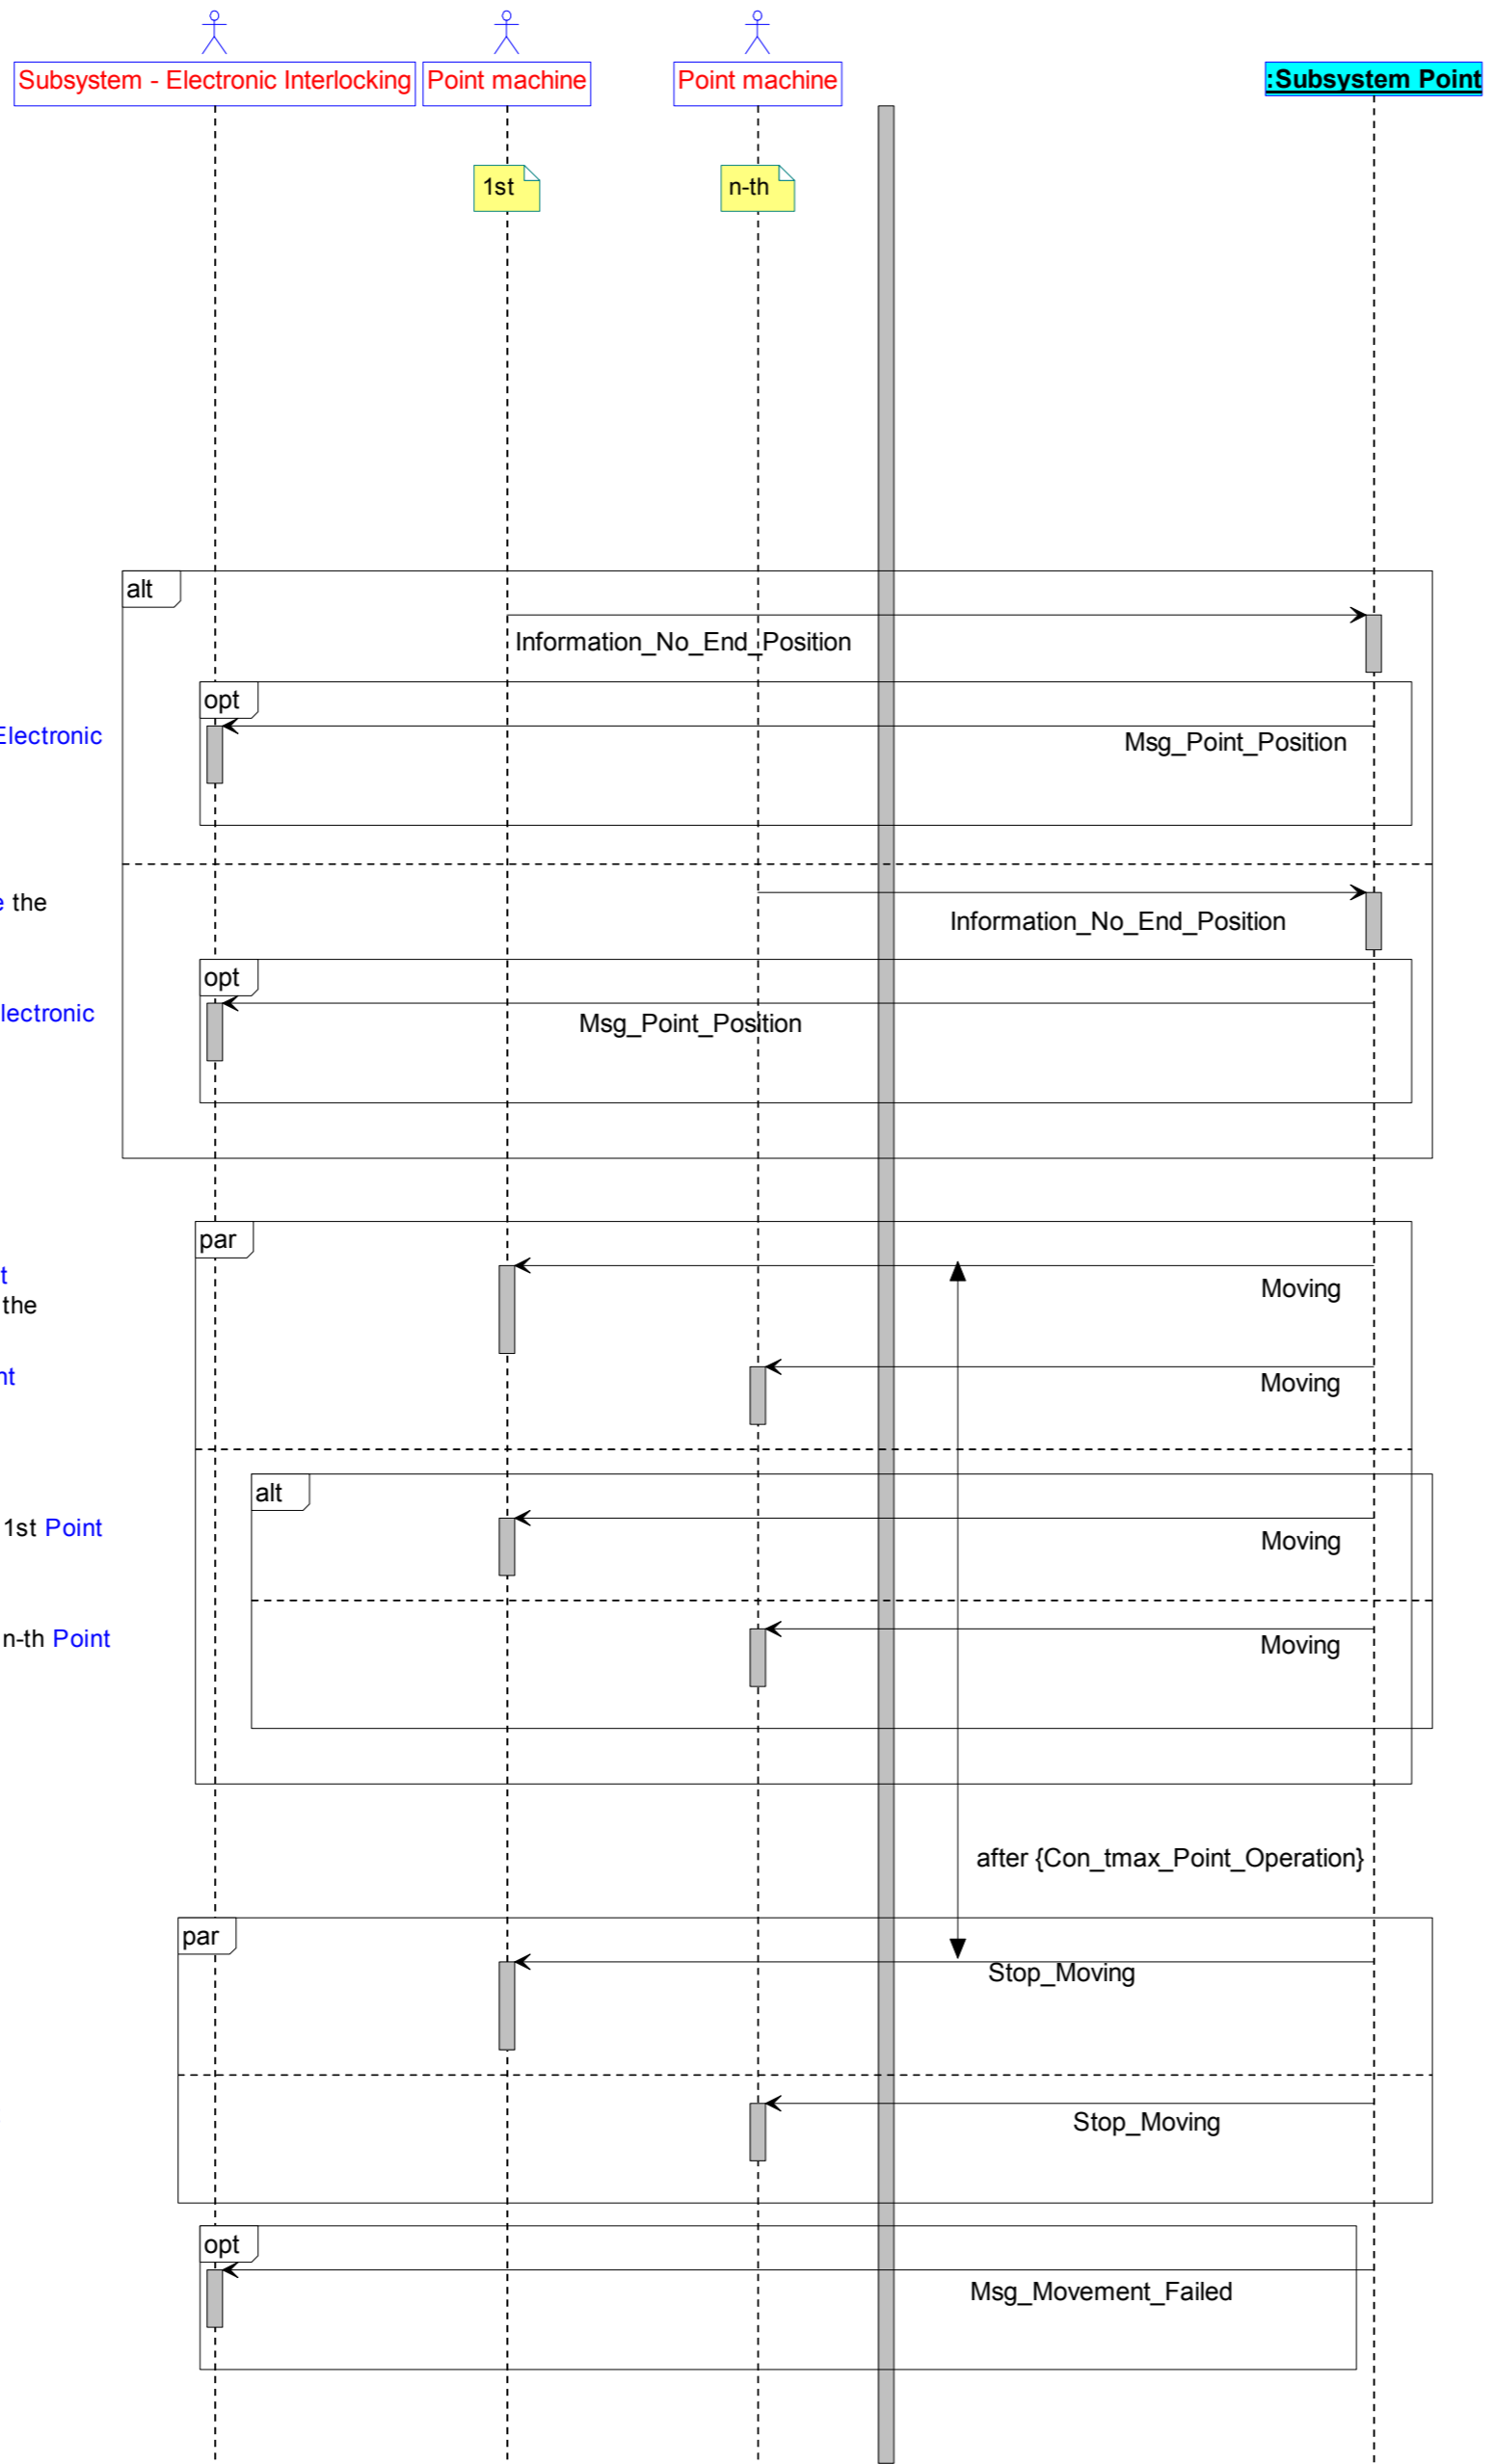 Subsystem - Electronic Interlocking
Point machine
Point machine
:Subsystem Point
1st
n-th
alt
Information_No_End_Position
opt
Electronic
Msg_Point_Position
the
Information_No_End_Position
opt
lectronic
Msg_Point_Position
par
t
the
Moving
nt
Moving
alt
1st Point
Moving
n-th Point
Moving
after {Con_tmax_Point_Operation}
par
Stop_Moving
Stop_Moving
opt
Msg_Movement_Failed